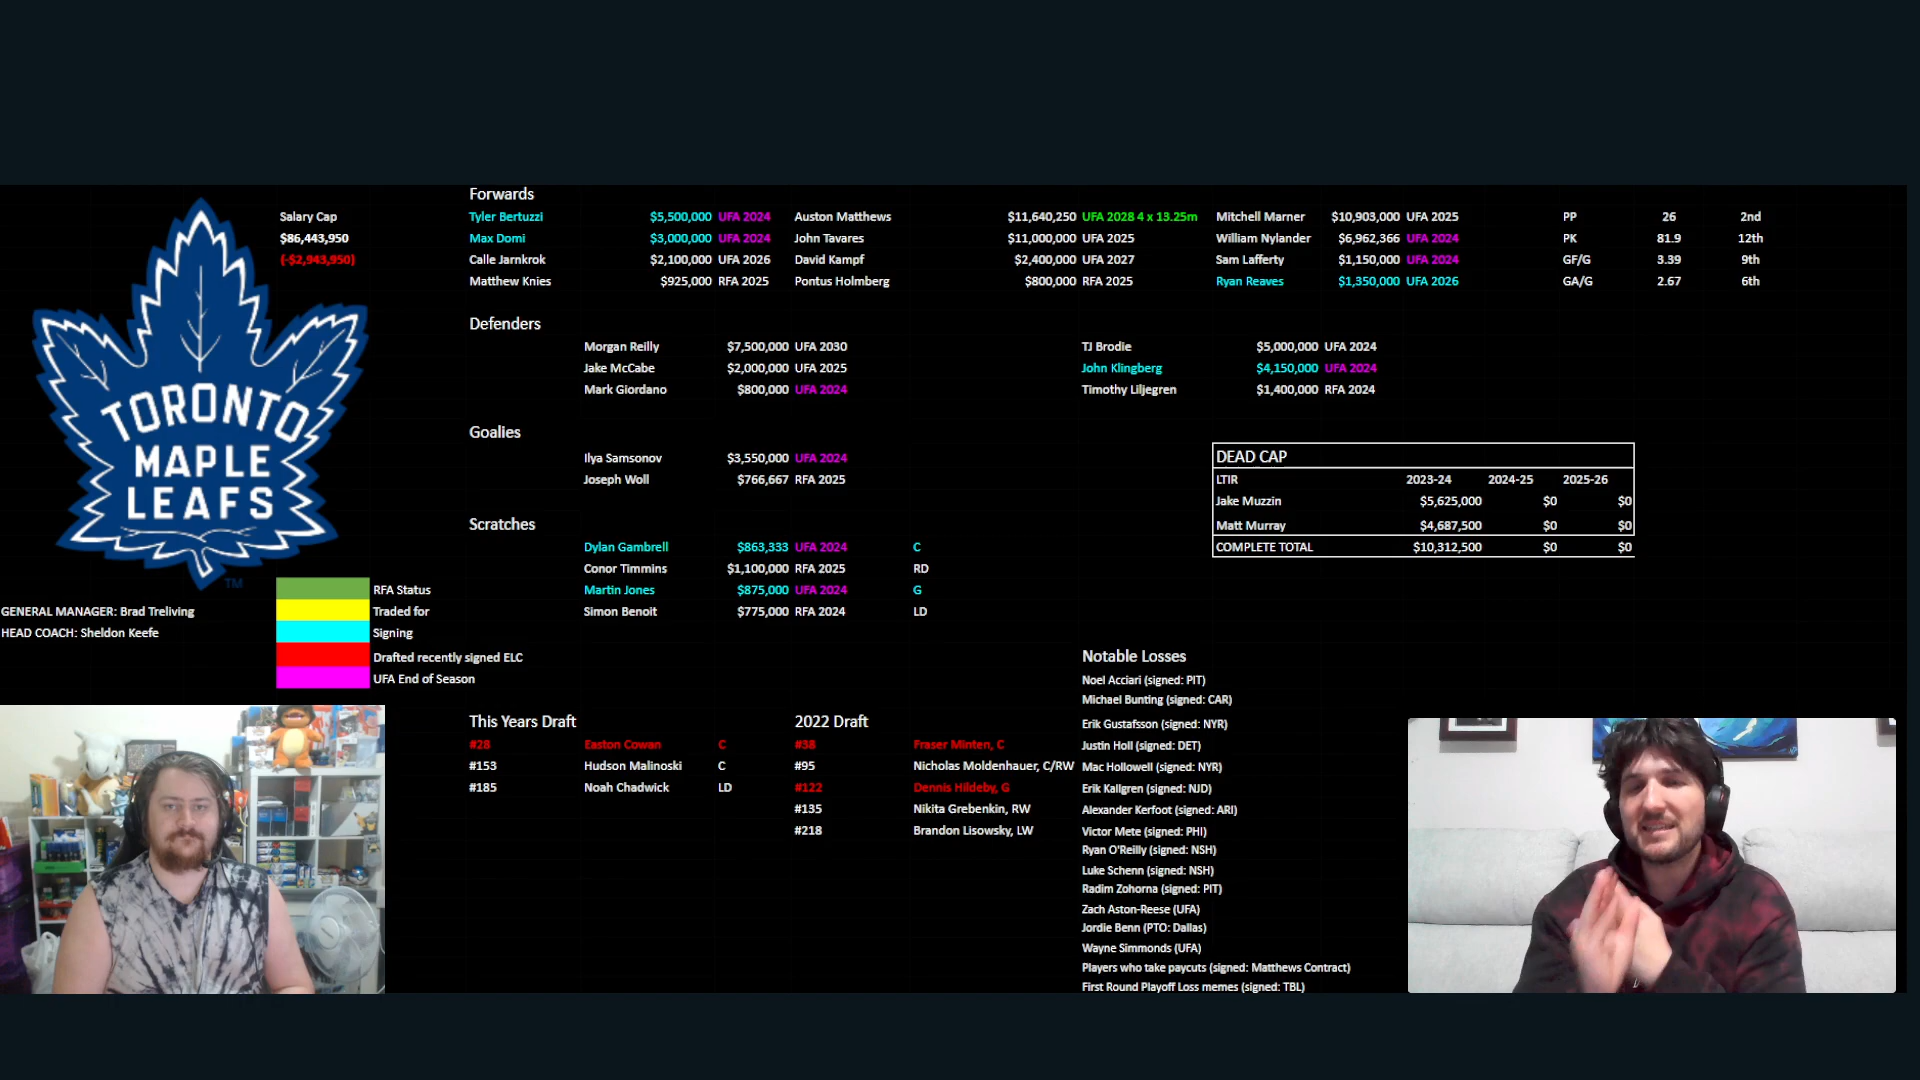 Forwards
Salary Cap
$86,443,950
(-$2,943,950)
Tyler Bertuzzi $5,500,000 UFA 2024 Auston Matthews $11,640,250 UFA 2028 4 x 13.25m Mitchell Marner $10,903,000 UFA 2025 PP 26 2nd
Max Domi $3,000,000 UFA 2024 John Tavares $11,000,000 UFA 2025 William Nylander $6,962,366 UFA 2024 PK 81.9 12th
Calle Jarnkrok $2,100,000 UFA 2026 David Kampf $2,400,000 UFA 2027 Sam Lafferty $1,150,000 UFA 2024 GF/G 3.39 9th
Matthew Knies $925,000 RFA 2025 Pontus Holmberg $800,000 RFA 2025 Ryan Reaves $1,350,000 UFA 2026 GA/G 2.67 6th
Defenders
Morgan Reilly $7,500,000 UFA 2030 TJ Brodie $5,000,000 UFA 2024
Jake McCabe $2,000,000 UFA 2025 John Klingberg $4,150,000 UFA 2024
Mark Giordano $800,000 UFA 2024 Timothy Liljegren $1,400,000 RFA 2024
TORONTO
MAPLE
LEAFS
TM
Goalies
Ilya Samsonov $3,550,000 UFA 2024
Joseph Woll $766,667 RFA 2025
DEAD CAP
LTIR 2023-24 2024-25 2025-26
Jake Muzzin $5,625,000 $0 $0
Matt Murray $4,687,500 $0 $0
COMPLETE TOTAL $10,312,500 $0 $0
Scratches
Dylan Gambrell $863,333 UFA 2024 C
Conor Timmins $1,100,000 RFA 2025 RD
Martin Jones $875,000 UFA 2024 G
Simon Benoit $775,000 RFA 2024 LD
GENERAL MANAGER: Brad Treliving
HEAD COACH: Sheldon Keefe
RFA Status
Traded for
Signing
Drafted recently signed ELC
UFA End of Season
This Years Draft
#28 Easton Cowan C
#153 Hudson Malinoski C
#185 Noah Chadwick LD
2022 Draft
#38 Fraser Minten, C
#95 Nicholas Moldenhauer, C/RW
#122 Dennis Hildeby, G
#135 Nikita Grebenkin, RW
#218 Brandon Lisowsky, LW
Notable Losses
Noel Acciari (signed: PIT)
Michael Bunting (signed: CAR)
Erik Gustafsson (signed: NYR)
Justin Holl (signed: DET)
Mac Hollowell (signed: NYR)
Erik Kallgren (signed: NJD)
Alexander Kerfoot (signed: ARI)
Victor Mete (signed: PHI)
Ryan O'Reilly (signed: NSH)
Luke Schenn (signed: NSH)
Radim Zohorna (signed: PIT)
Zach Aston-Reese (UFA)
Jordie Benn (PTO: Dallas)
Wayne Simmonds (UFA)
Players who take paycuts (signed: Matthews Contract)
First Round Playoff Loss memes (signed: TBL)